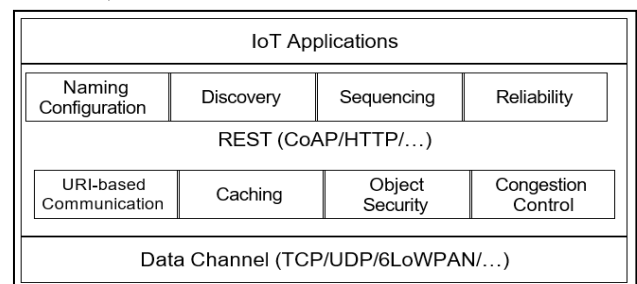 IoT Applications
Naming
Configuration
Discovery
Sequencing
Reliability
REST (CoAP/HTTP/…)
URI-based
Communication
Caching
Object
Security
Congestion
Control
Data Channel (TCP/UDP/6LoWPAN/…)